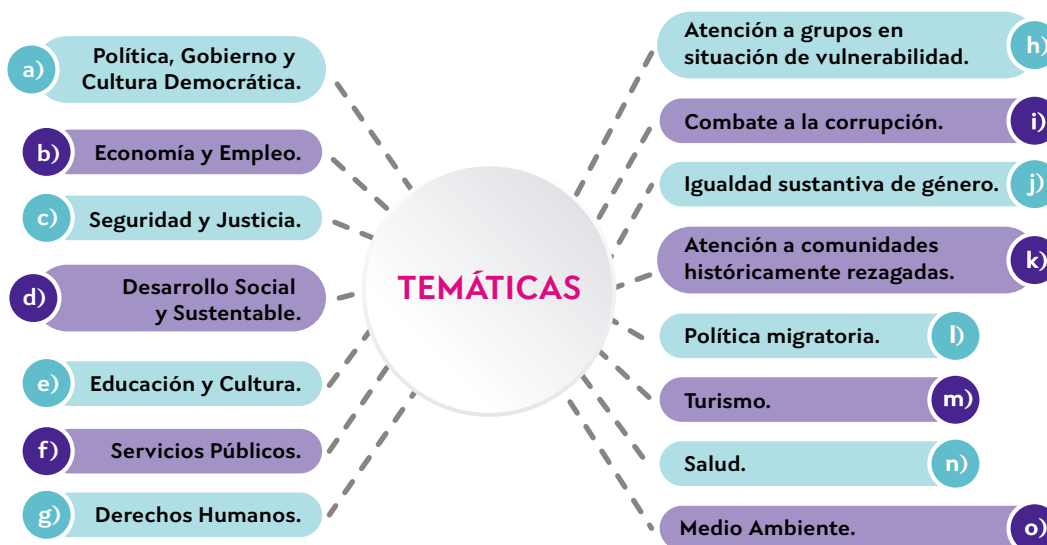 a)
Política, Gobierno y
Cultura Democrática.
b)
Economía y Empleo.
c)
Seguridad y Justicia.
d)
Desarrollo Social
y Sustentable.
e)
Educación y Cultura.
f)
Servicios Públicos.
g)
Derechos Humanos.
TEMÁTICAS
Atención a grupos en
situación de vulnerabilidad.
h)
Combate a la corrupción.
i)
Igualdad sustantiva de género.
j)
Atención a comunidades
históricamente rezagadas.
k)
Política migratoria.
l)
Turismo.
m)
Salud.
n)
Medio Ambiente.
o)